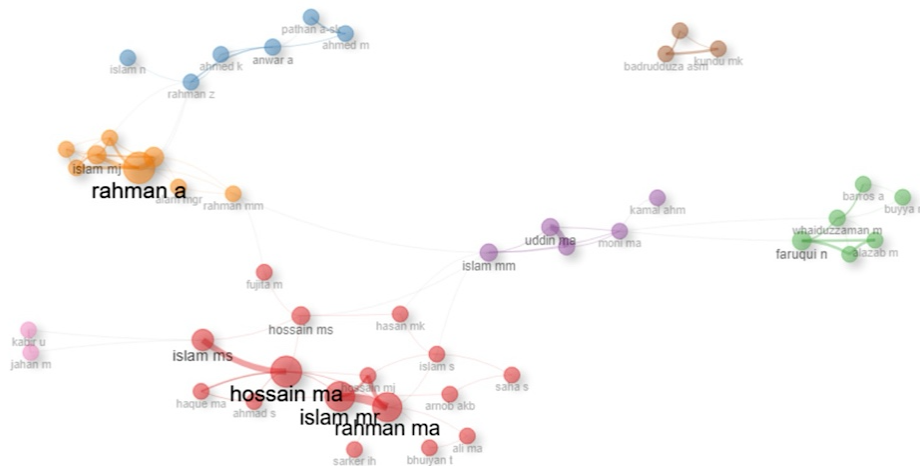 pathan a-sk
ahmed m
anwar a
ahmed k
islam n
rahman z
badrudduza asm
kundu mk
islam mj
rahman a
alam mgr
rahman mm
kamal ahm
uddin ma
moni ma
islam mm
barros a
buyya r
whaiduzzaman m
faruqui n
alazab m
fujita m
hossain ms
hasan mk
kabir u
jahan m
islam ms
islam s
hossain ma
hossain mj
saha s
haque ma
ahmad s
islam mr
arnob akb
rahman ma
ali ma
sarker ih
bhuiyan t